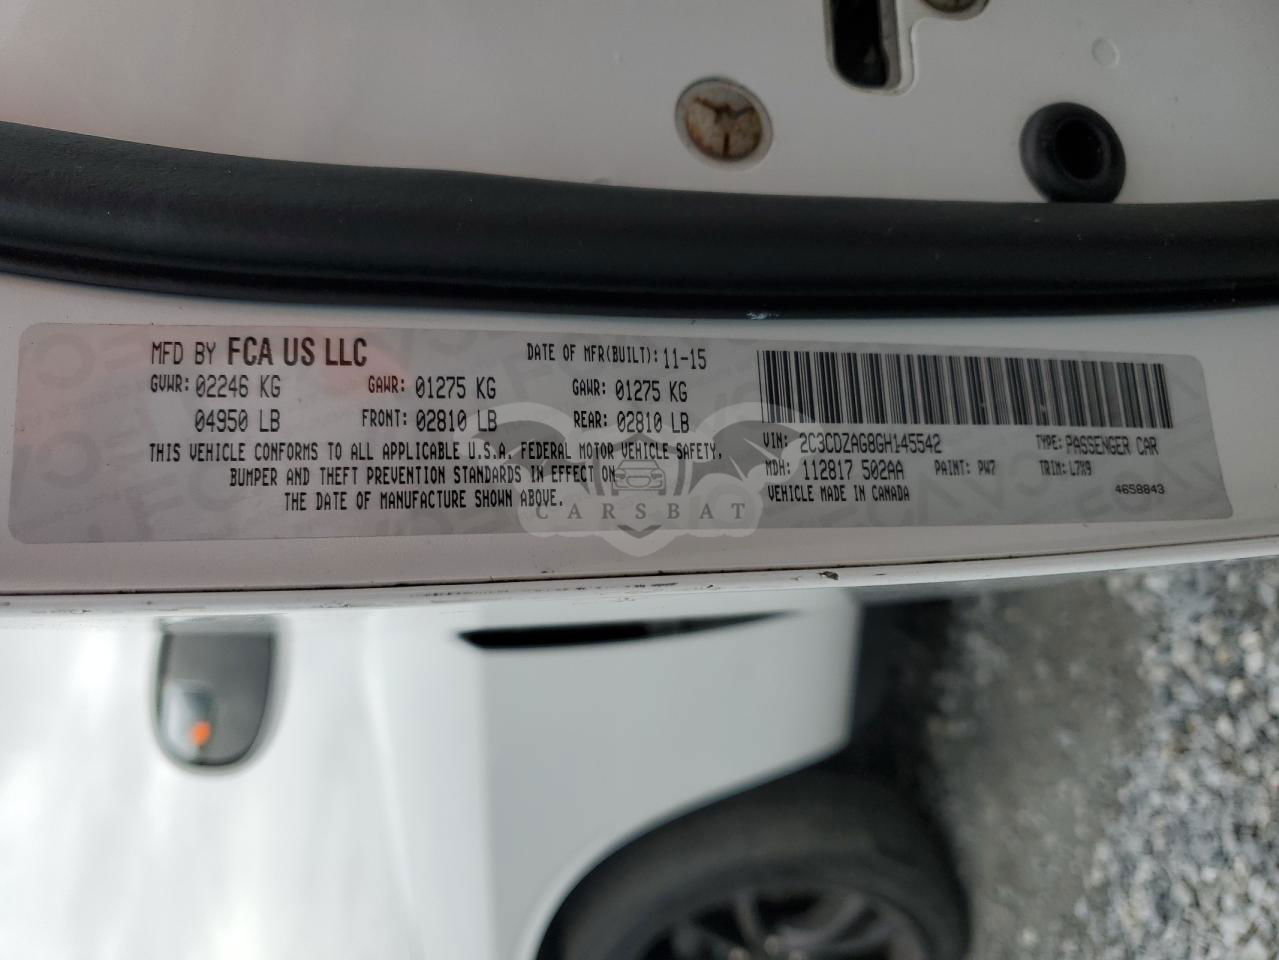 MFD BY FCA US LLC
DATE OF MFR(BUILT): 11-15
GVWR: 02246 KG GAWR: 01275 KG GAWR: 01275 KG
04950 LB FRONT: 02810 LB REAR: 02810 LB
THIS VEHICLE CONFORMS TO ALL APPLICABLE U.S.A. FEDERAL MOTOR VEHICLE SAFETY,
BUMPER AND THEFT PREVENTION STANDARDS IN EFFECT ON
THE DATE OF MANUFACTURE SHOWN ABOVE.
VIN: 2C3CDZAG8GH145542 TYPE: PASSENGER CAR
MDH: 112817 502AA PAINT: PW7 TRIM: L7X9
VEHICLE MADE IN CANADA 4658843
CARSBAT